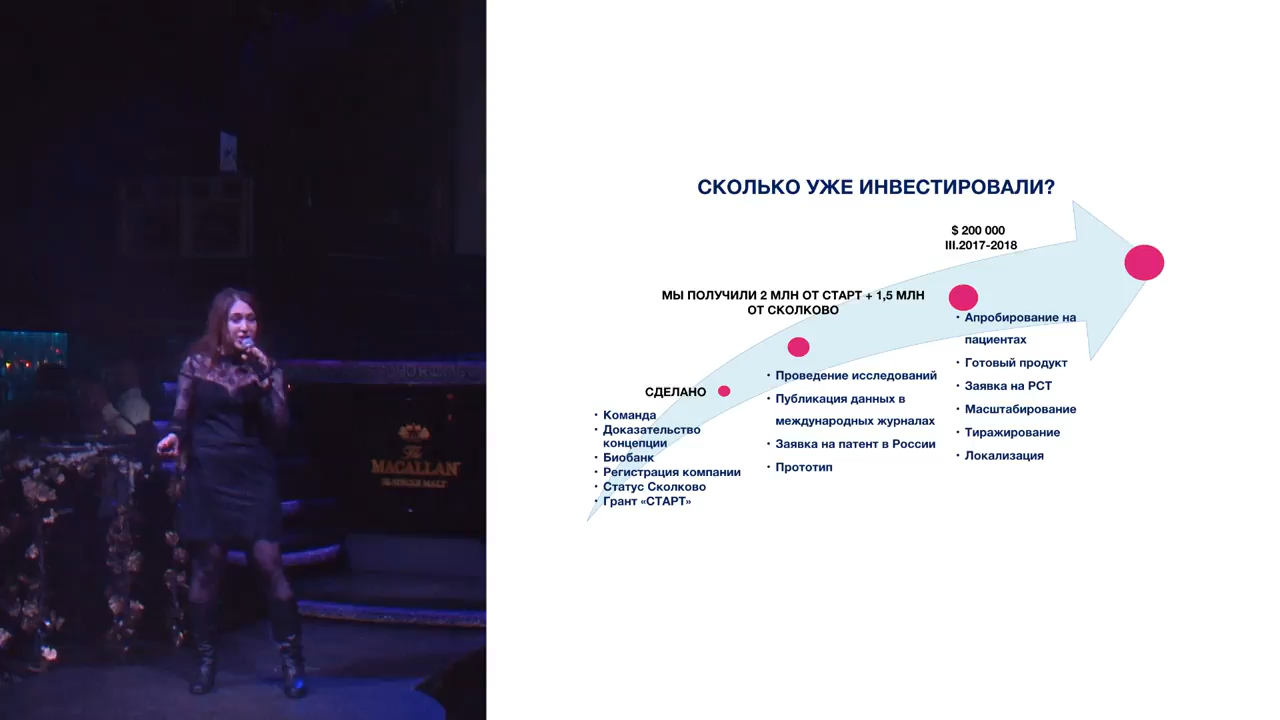 СКОЛЬКО УЖЕ ИНВЕСТИРОВАЛИ?
$ 200 000
III.2017-2018
МЫ ПОЛУЧИЛИ 2 МЛН ОТ СТАРТ + 1,5 МЛН
ОТ СКОЛКОВО
СДЕЛАНО
• Команда
• Доказательство
концепции
• Биобанк
• Регистрация компании
• Статус Сколково
• Грант «СТАРТ»
• Проведение исследований
• Публикация данных в
международных журналах
• Заявка на патент в России
• Прототип
• Апробирование на
пациентах
• Готовый продукт
• Заявка на РСТ
• Масштабирование
• Тиражирование
• Локализация
The
MACALLAN